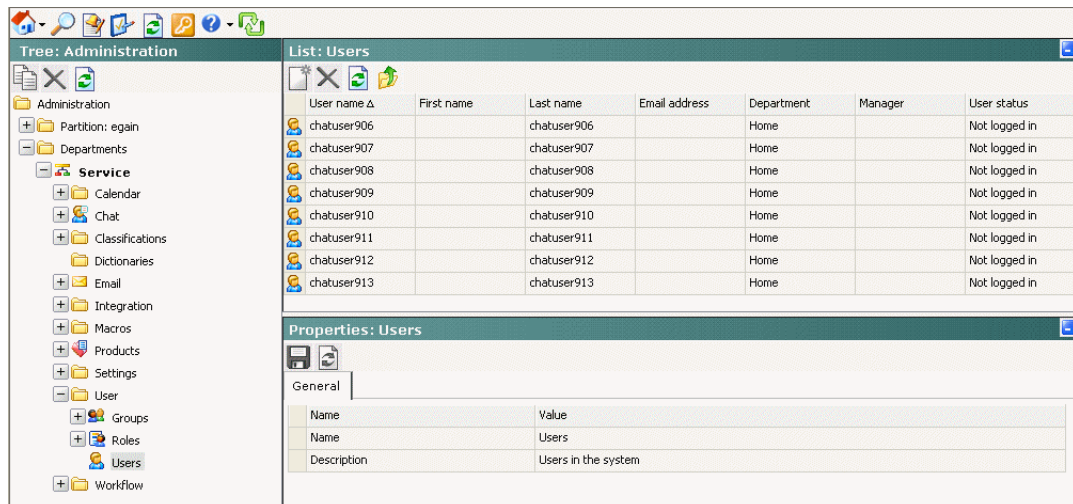 Tree: Administration
Administration
Partition: egain
Departments
Service
Calendar
Chat
Classifications
Dictionaries
Email
Integration
Macros
Products
Settings
User
Groups
Roles
Users
Workflow
List: Users
User name First name Last name Email address Department Manager User status
chatuser906 chatuser906 Home Not logged in
chatuser907 chatuser907 Home Not logged in
chatuser908 chatuser908 Home Not logged in
chatuser909 chatuser909 Home Not logged in
chatuser910 chatuser910 Home Not logged in
chatuser911 chatuser911 Home Not logged in
chatuser912 chatuser912 Home Not logged in
chatuser913 chatuser913 Home Not logged in
Properties: Users
General
Name Value
Name Users
Description Users in the system